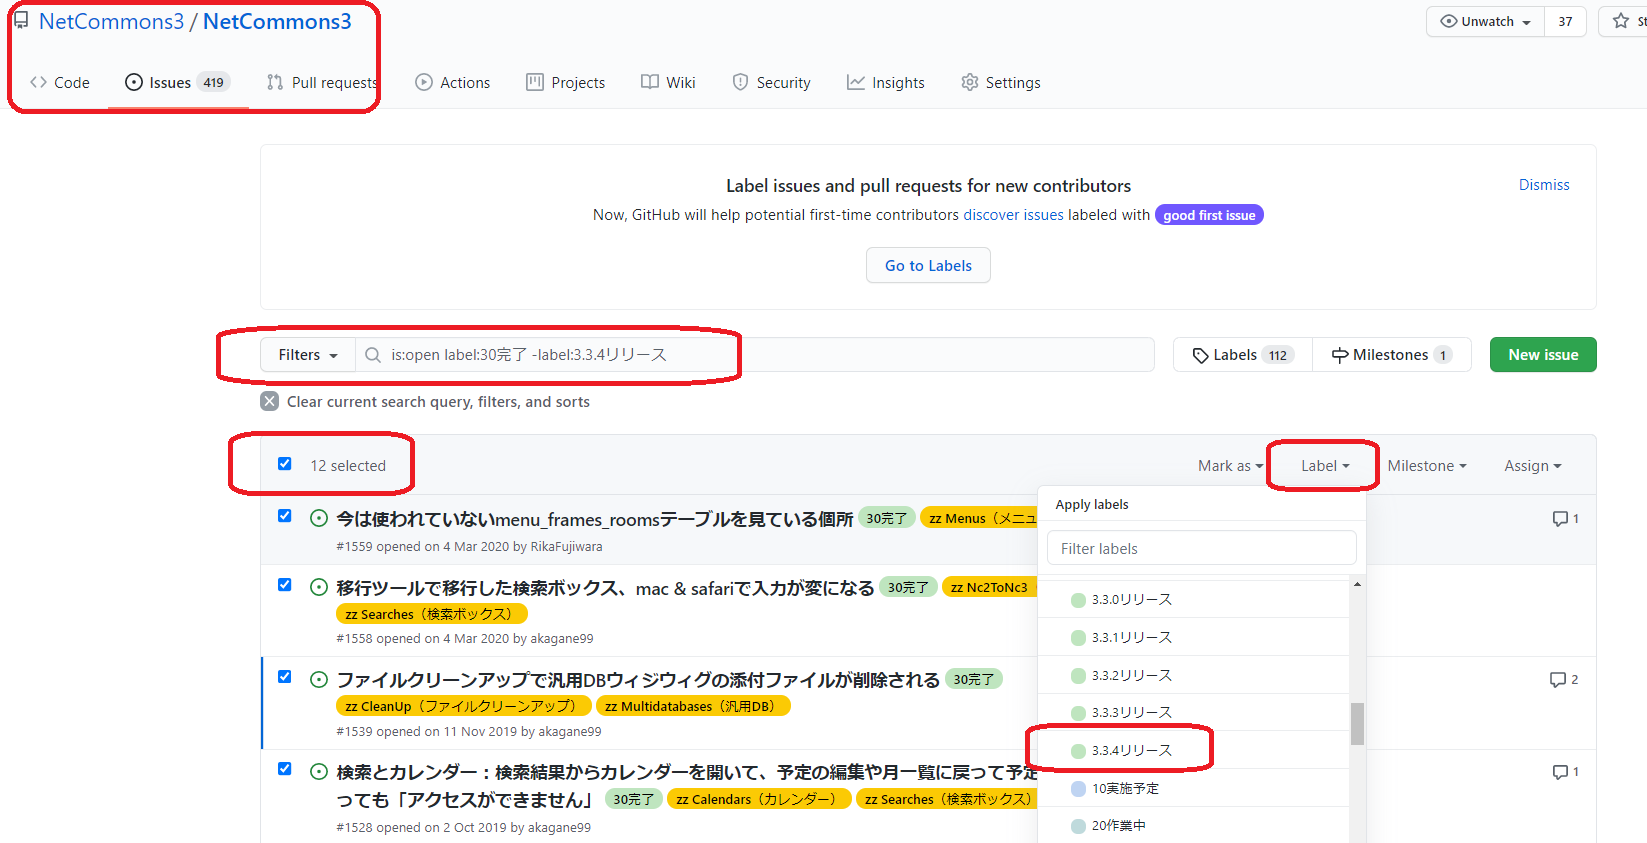 NetCommons3 / NetCommons3
Unwatch 37
Code Issues 419 Pull requests Actions Projects Wiki Security Insights Settings
Label issues and pull requests for new contributors
Dismiss
Now, GitHub will help potential first-time contributors discover issues labeled with good first issue
Go to Labels
Filters is:open label:30完了 -label:3.3.4リリース
Labels 112 Milestones 1 New issue
Clear current search query, filters, and sorts
12 selected
Mark as Label Milestone Assign
今は使われていないmenu_frames_roomsテーブルを見ている個所 30完了 zz Menus（メニュ
1
#1559 opened on 4 Mar 2020 by RikaFujiwara
移行ツールで移行した検索ボックス、mac & safariで入力が変になる 30完了 zz Nc2ToNc3
zz Searches（検索ボックス）
#1558 opened on 4 Mar 2020 by akagane99
ファイルクリーンアップで汎用DBウィジウィグの添付ファイルが削除される 30完了
2
zz CleanUp（ファイルクリーンアップ） zz Multidatabases（汎用DB）
#1539 opened on 11 Nov 2019 by akagane99
検索とカレンダー：検索結果からカレンダーを開いて、予定の編集や月一覧に戻って予定
1
っても「アクセスができません」 30完了 zz Calendars（カレンダー） zz Searches（検索ボックス）
#1528 opened on 2 Oct 2019 by akagane99
Apply labels
Filter labels
3.3.0リリース
3.3.1リリース
3.3.2リリース
3.3.3リリース
3.3.4リリース
10実施予定
20作業中